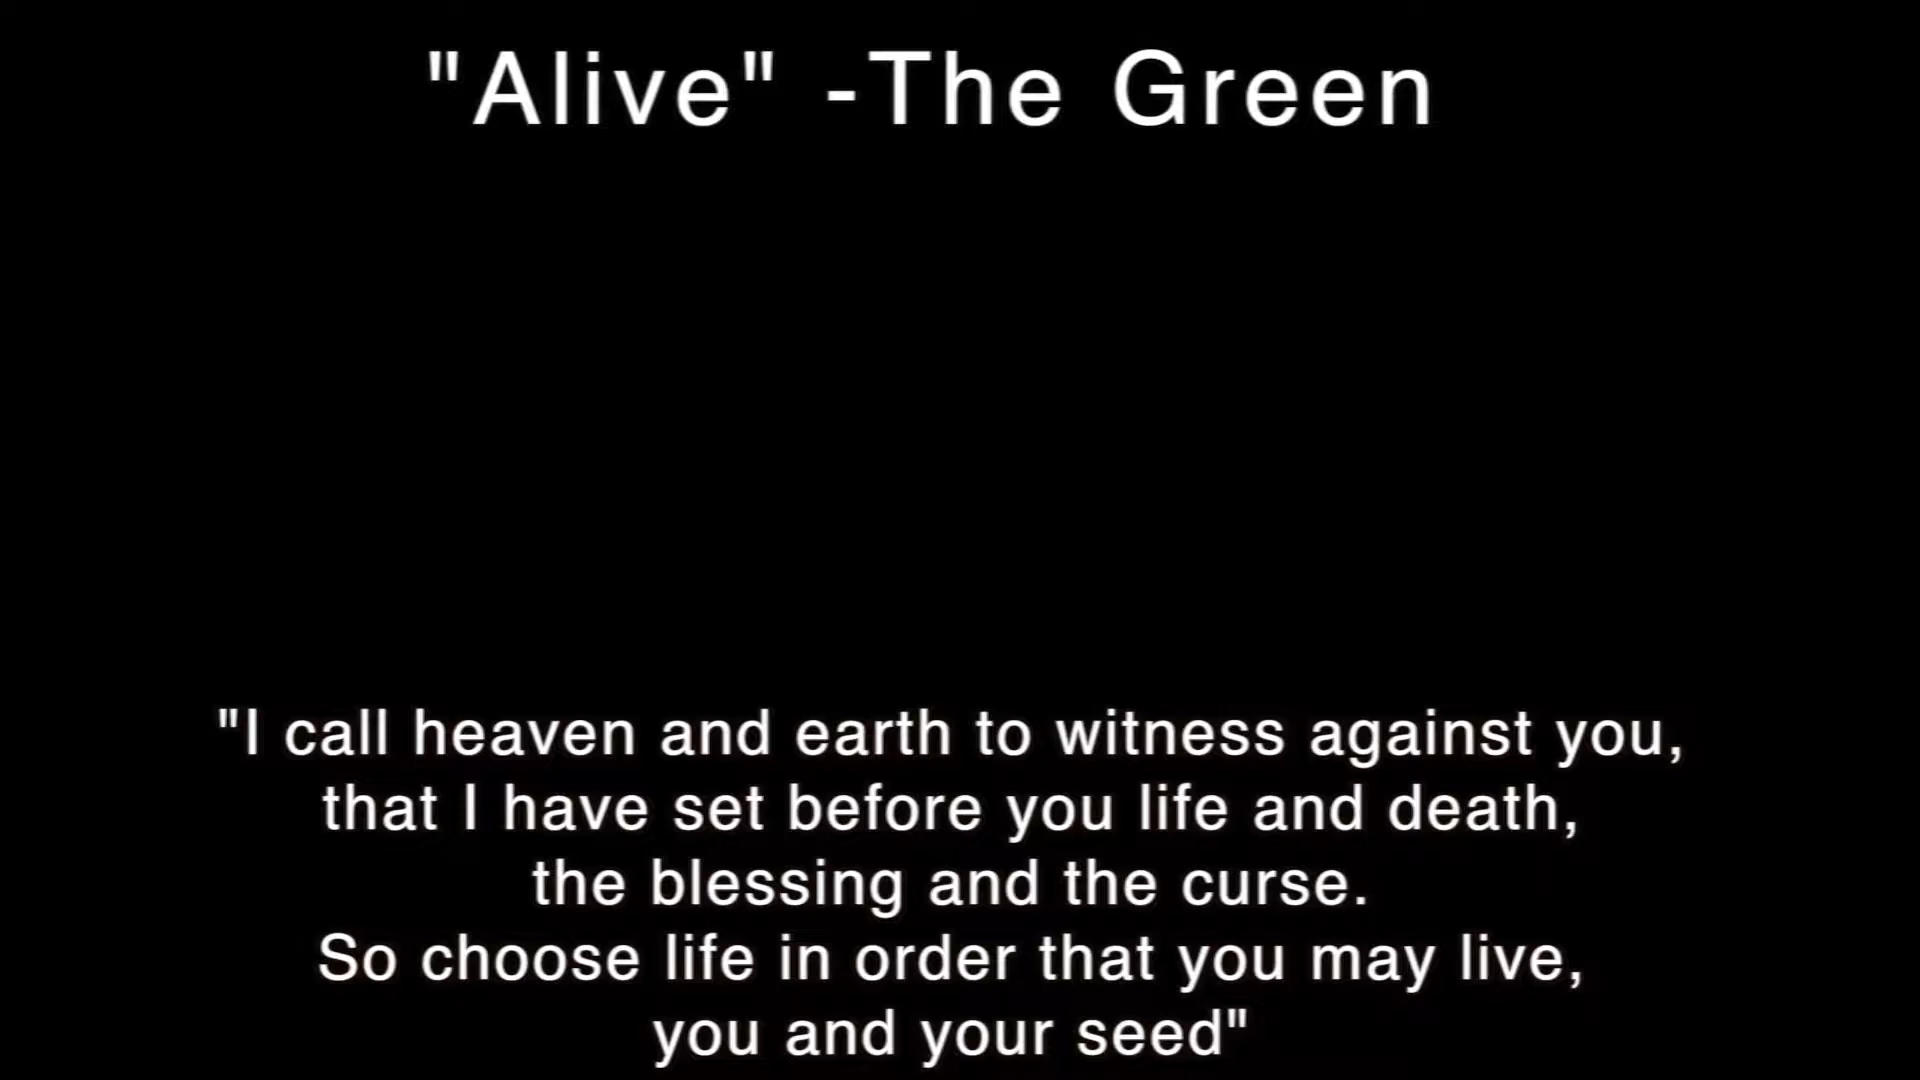 "Alive" -The Green
"I call heaven and earth to witness against you,
that I have set before you life and death,
the blessing and the curse.
So choose life in order that you may live,
you and your seed"